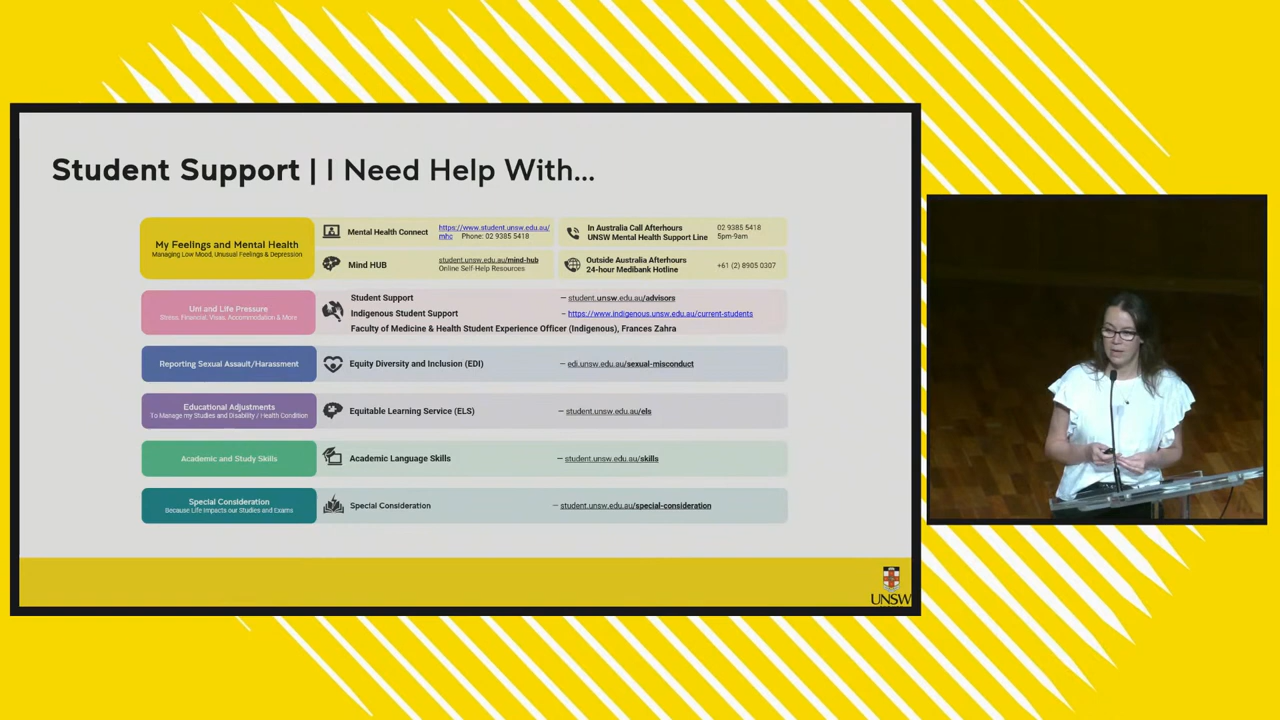 Student Support | I Need Help With...
My Feelings and Mental Health
Managing Low Mood, Unusual Feelings & Depression
Mental Health Connect
https://www.student.unsw.edu.au/
mhc Phone: 02 9385 5418
In Australia Call Afterhours
UNSW Mental Health Support Line
02 9385 5418
5pm-9am
Mind HUB
student.unsw.edu.au/mind-hub
Online Self-Help Resources
Outside Australia Afterhours
24-hour Medibank Hotline
+61 (2) 8905 0307
Uni and Life Pressure
Stress, Financial, Visas, Accommodation & More
Student Support
– student.unsw.edu.au/advisors
Indigenous Student Support
– https://www.indigenous.unsw.edu.au/current-students
Faculty of Medicine & Health Student Experience Officer (Indigenous), Frances Zahra
Reporting Sexual Assault/Harassment
Equity Diversity and Inclusion (EDI)
– edi.unsw.edu.au/sexual-misconduct
Educational Adjustments
To Manage my Studies and Disability / Health Condition
Equitable Learning Service (ELS)
– student.unsw.edu.au/els
Academic and Study Skills
Academic Language Skills
– student.unsw.edu.au/skills
Special Consideration
Because Life Impacts our Studies and Exams
Special Consideration
– student.unsw.edu.au/special-consideration
UNSW